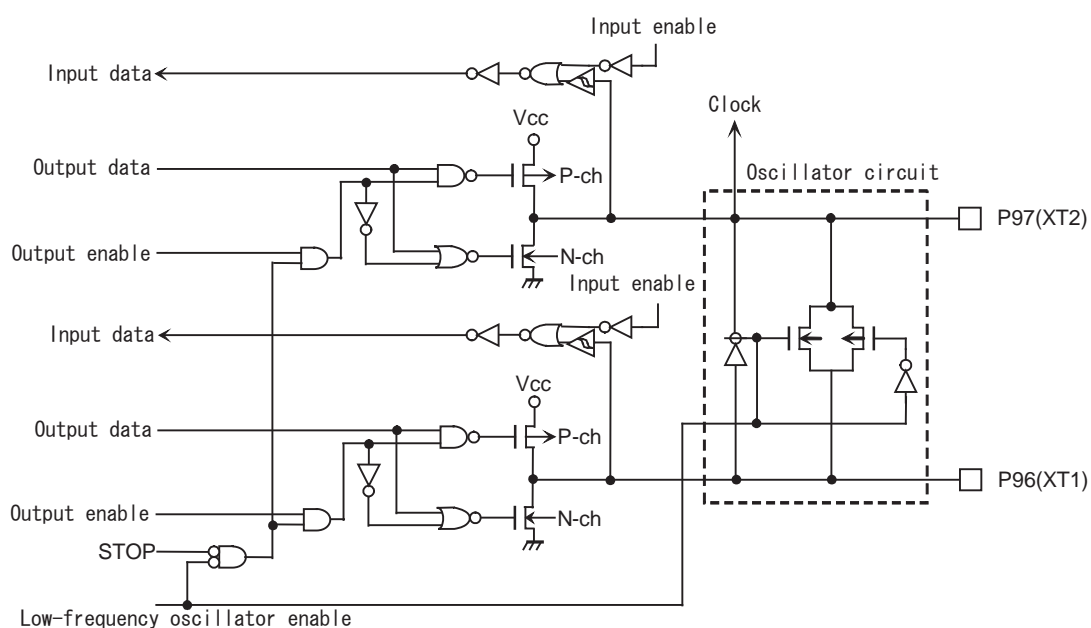 Input enable
Input data
Clock
Vcc
Output data
P-ch
Oscillator circuit
P97(XT2)
Output enable
N-ch
Input enable
Input data
Vcc
Output data
P-ch
P96(XT1)
Output enable
N-ch
STOP
Low-frequency oscillator enable